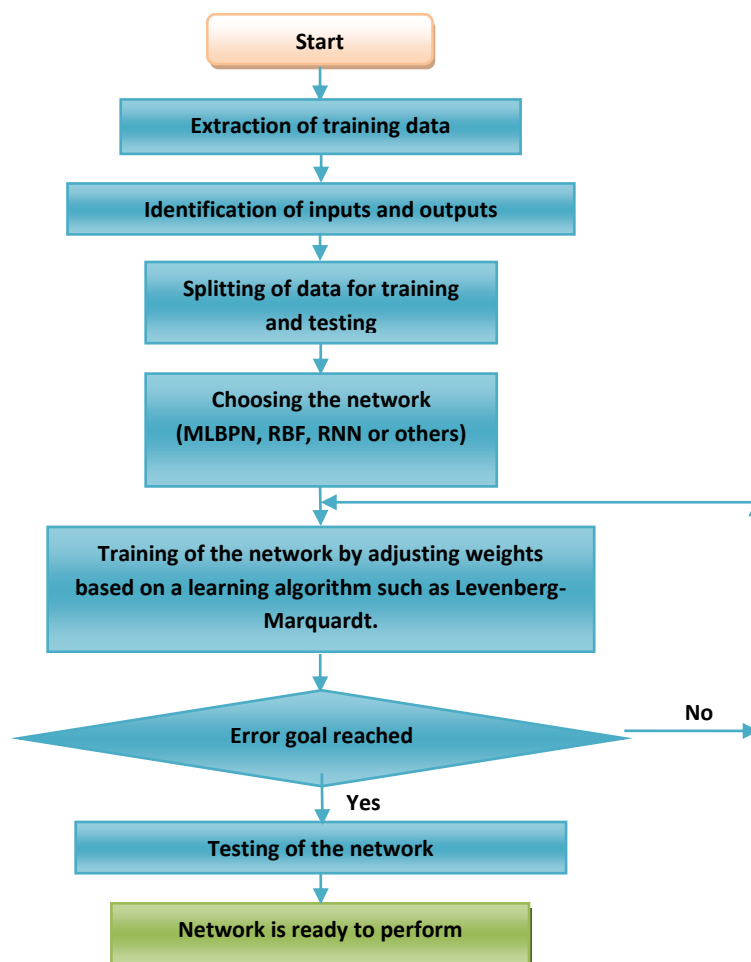 Start
Extraction of training data
Identification of inputs and outputs
Splitting of data for training
and testing
Choosing the network
(MLBPN, RBF, RNN or others)
Training of the network by adjusting weights
based on a learning algorithm such as Levenberg-
Marquardt.
Error goal reached
No
Yes
Testing of the network
Network is ready to perform